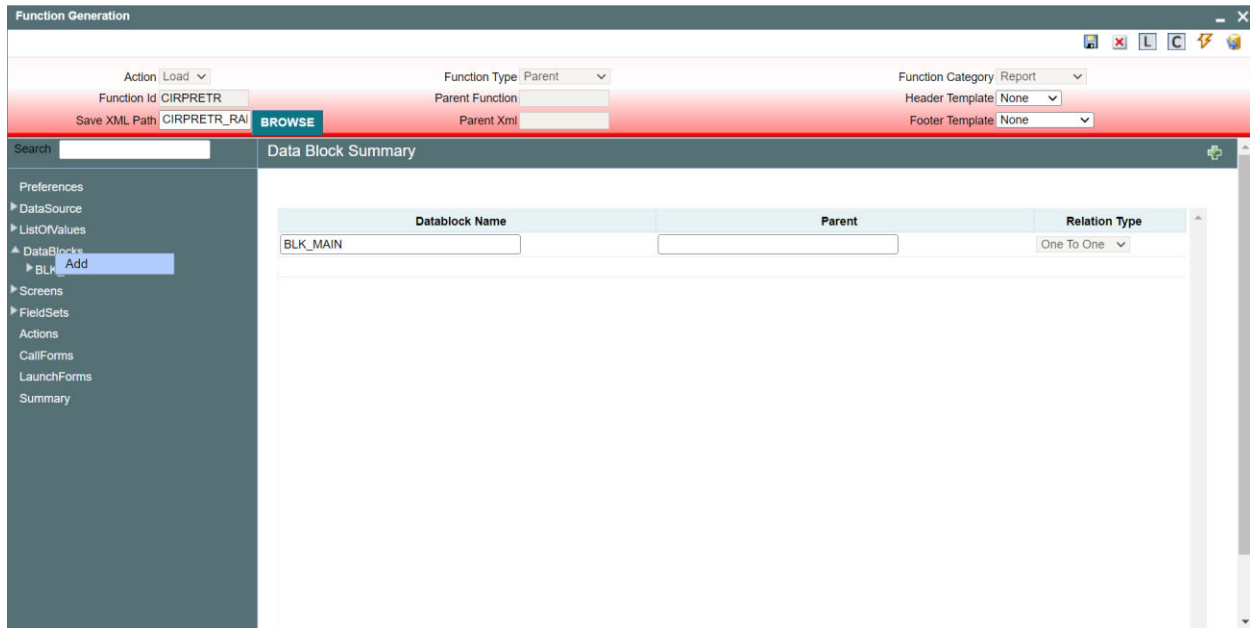 Function Generation
L C
Action Load Function Type Parent Function Category Report
Function Id CIRPRETR Parent Function Header Template None
Save XML Path CIRPRETR_RAI BROWSE Parent Xml Footer Template None
Search Data Block Summary
Preferences
DataSource
ListOfValues
Datablock Name Parent Relation Type
DataBlocks
BLK_MAIN One To One
Add
BLK
Screens
FieldSets
Actions
CallForms
LaunchForms
Summary